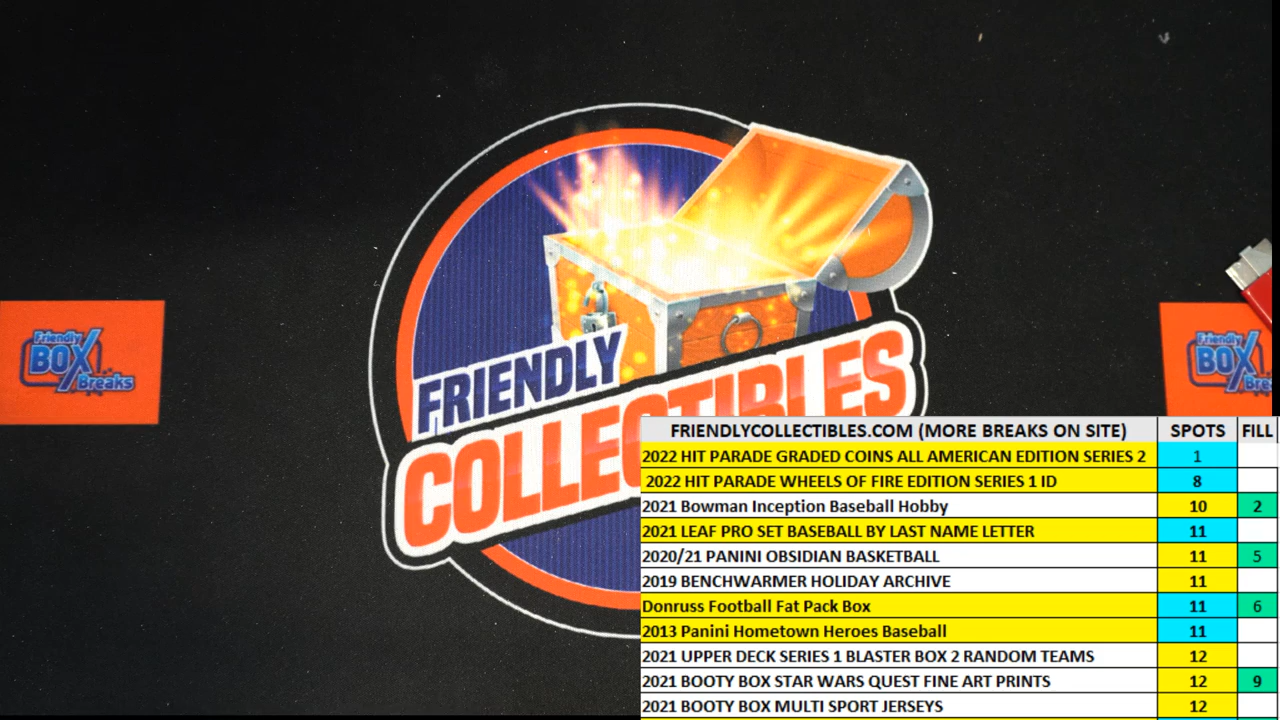 FRIENDLY
COLLECTIBLES
Friendly
BOX
Breaks
Friendly
BOX
Bre
FRIENDLYCOLLECTIBLES.COM (MORE BREAKS ON SITE) SPOTS FILL
2022 HIT PARADE GRADED COINS ALL AMERICAN EDITION SERIES 2 1
2022 HIT PARADE WHEELS OF FIRE EDITION SERIES 1 ID 8
2021 Bowman Inception Baseball Hobby 10 2
2021 LEAF PRO SET BASEBALL BY LAST NAME LETTER 11
2020/21 PANINI OBSIDIAN BASKETBALL 11 5
2019 BENCHWARMER HOLIDAY ARCHIVE 11
Donruss Football Fat Pack Box 11 6
2013 Panini Hometown Heroes Baseball 11
2021 UPPER DECK SERIES 1 BLASTER BOX 2 RANDOM TEAMS 12
2021 BOOTY BOX STAR WARS QUEST FINE ART PRINTS 12 9
2021 BOOTY BOX MULTI SPORT JERSEYS 12